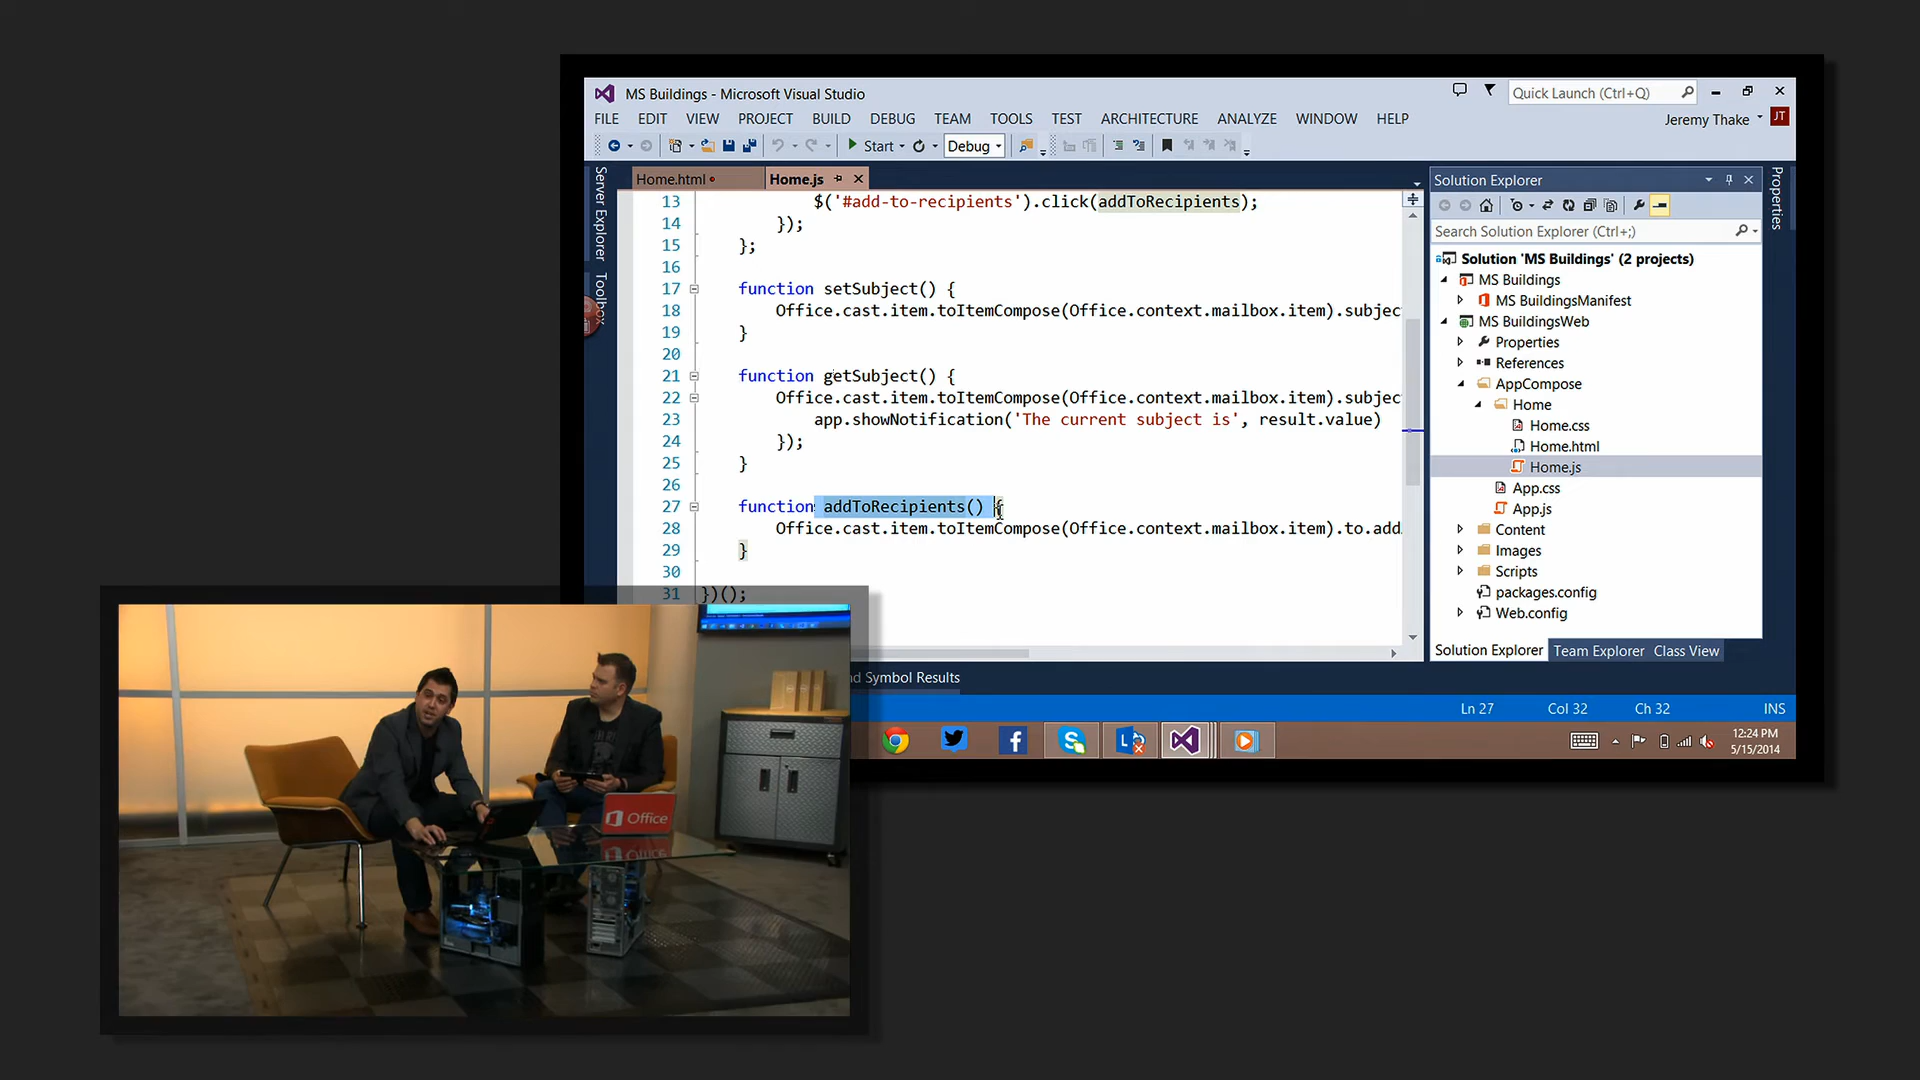 MS Buildings - Microsoft Visual Studio
Quick Launch (Ctrl+Q)
FILE EDIT VIEW PROJECT BUILD DEBUG TEAM TOOLS TEST ARCHITECTURE ANALYZE WINDOW HELP
Jeremy Thake JT
Start Debug
Server Explorer
Toolbox
Home.html
Home.js
13 $('#add-to-recipients').click(addToRecipients);
14 });
15 };
16
17 function setSubject() {
18 Office.cast.item.toItemCompose(Office.context.mailbox.item).subjec
19 }
20
21 function getSubject() {
22 Office.cast.item.toItemCompose(Office.context.mailbox.item).subjec
23 app.showNotification('The current subject is', result.value)
24 });
25 }
26
27 function addToRecipients() {
28 Office.cast.item.toItemCompose(Office.context.mailbox.item).to.add
29 }
30
31 })();
Solution Explorer
Search Solution Explorer (Ctrl+;)
Solution 'MS Buildings' (2 projects)
MS Buildings
MS BuildingsManifest
MS BuildingsWeb
Properties
References
AppCompose
Home
Home.css
Home.html
Home.js
App.css
App.js
Content
Images
Scripts
packages.config
Web.config
Solution Explorer Team Explorer Class View
Properties
nd Symbol Results
Ln 27 Col 32 Ch 32 INS
12:24 PM
5/15/2014
Office